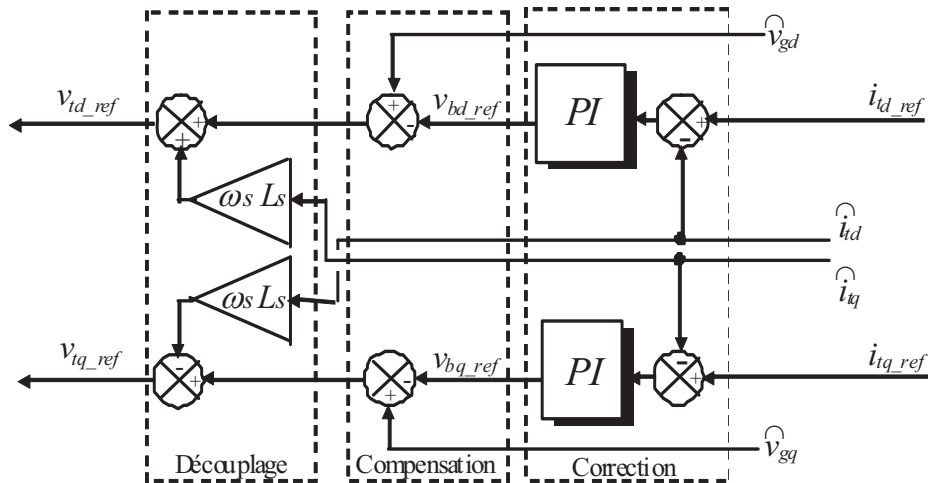 v̂gd
vtd_ref
+
+
+
-
vbd_ref
PI
+
-
itd_ref
ωs Ls
îtd
îtq
ωs Ls
vtq_ref
-
+
+
-
vbq_ref
PI
-
+
itq_ref
v̂gq
Découplage
Compensation
Correction